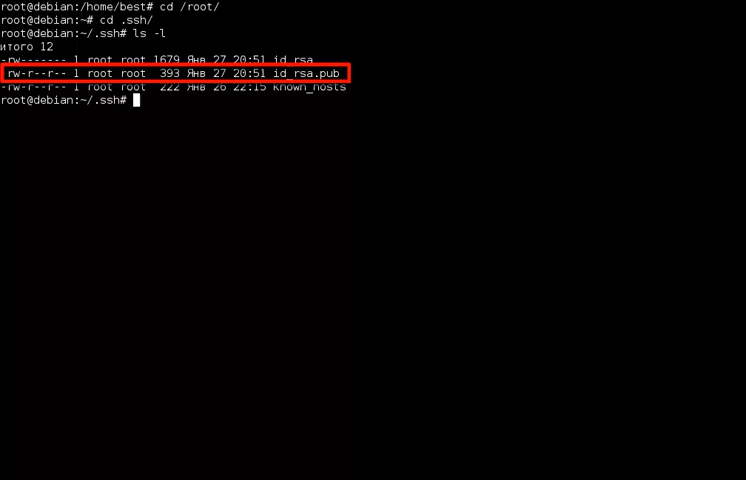 root@debian:/home/best# cd /root/
root@debian:~# cd .ssh/
root@debian:~/.ssh# ls -l
итого 12
-rw------- 1 root root 1679 Янв 27 20:51 id_rsa
-rw-r--r-- 1 root root  393 Янв 27 20:51 id_rsa.pub
-rw-r--r-- 1 root root  222 Янв 26 22:15 known_hosts
root@debian:~/.ssh#